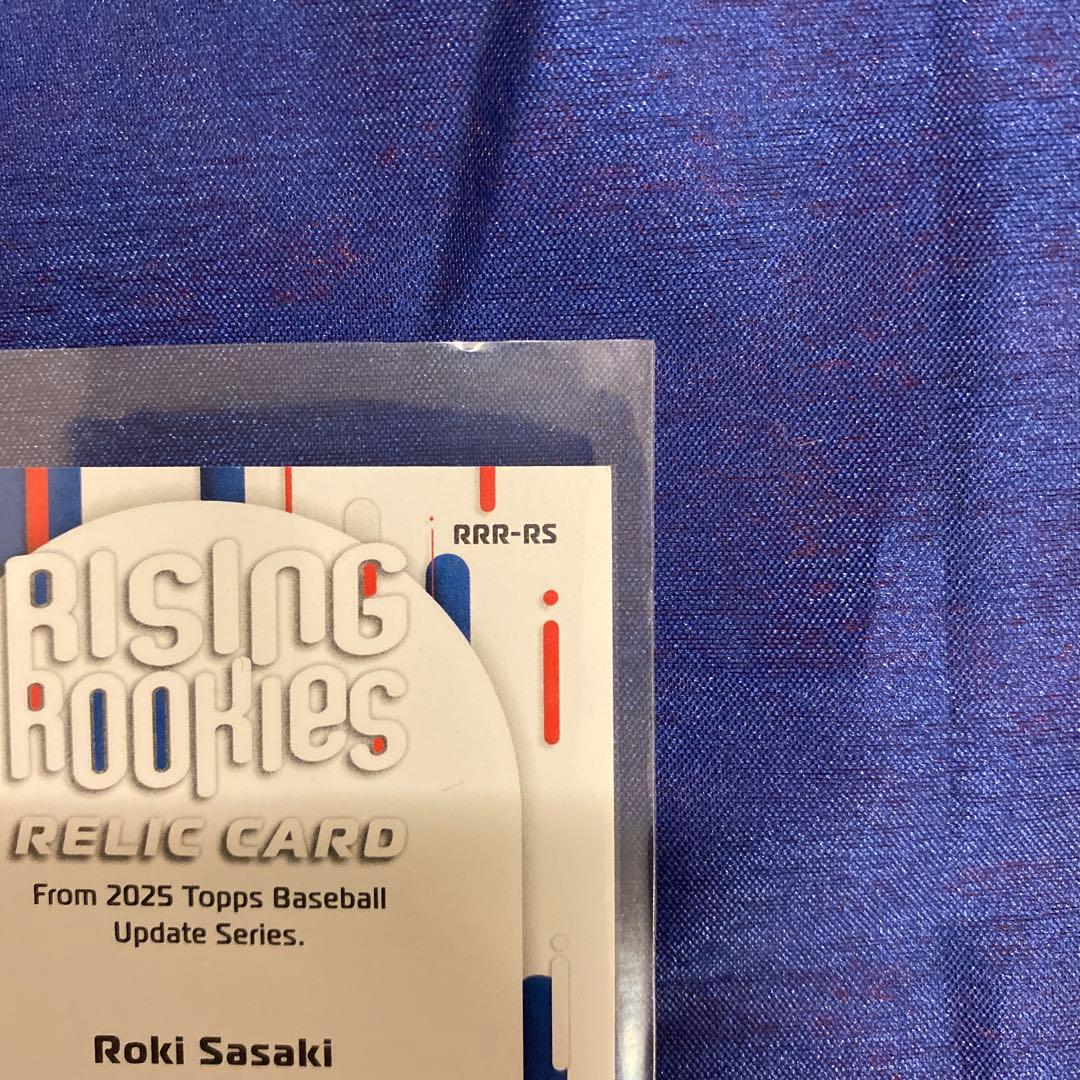 RRR-RS
RISING
ROOKIES
RELIC CARD
From 2025 Topps Baseball
Update Series.
Roki Sasaki